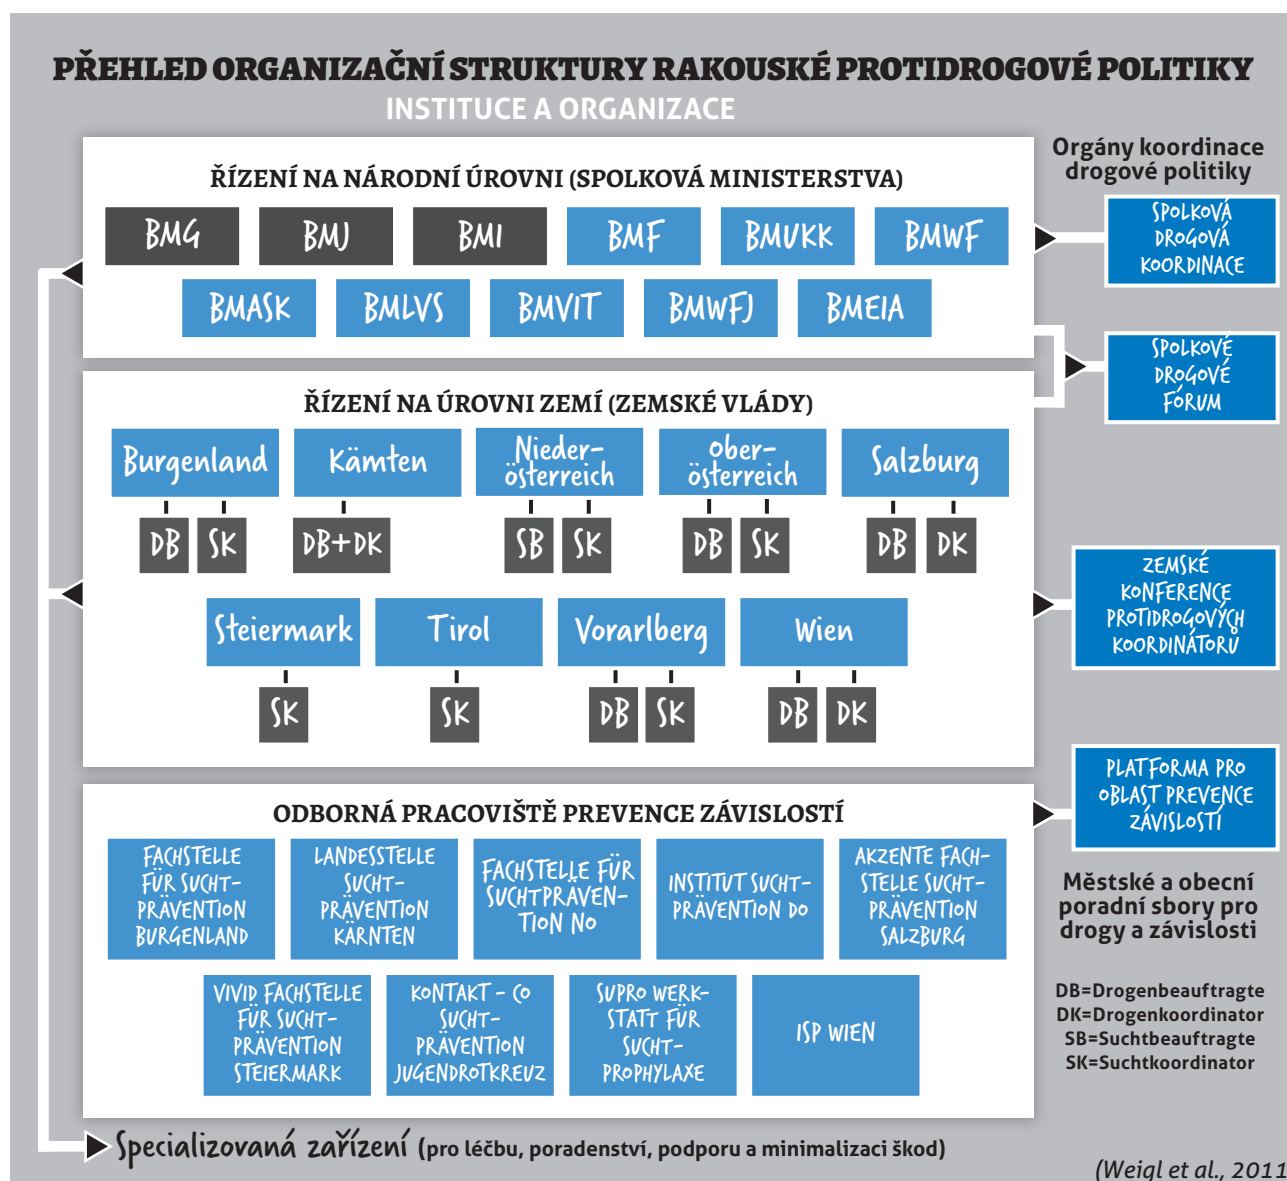 PŘEHLED ORGANIZAČNÍ STRUKTURY RAKOUSKÉ PROTIDROGOVÉ POLITIKY
INSTITUCE A ORGANIZACE
ŘÍZENÍ NA NÁRODNÍ ÚROVNI (SPOLKOVÁ MINISTERSTVA)
BMG BMJ BMI BMF BMUKK BMWF
BMASK BMLVS BMVIT BMWFJ BMEIA
Orgány koordinace
drogové politiky
SPOLKOVÁ
DROGOVÁ
KOORDINACE
SPOLKOVÉ
DROGOVÉ
FÓRUM
ŘÍZENÍ NA ÚROVNI ZEMÍ (ZEMSKÉ VLÁDY)
Burgenland
DB SK
Kämten
DB+DK
Nieder-
österreich
SB SK
Ober-
österreich
DB SK
Salzburg
DB DK
Steiermark
SK
Tirol
SK
Vorarlberg
DB SK
Wien
DB DK
ZEMSKÉ
KONFERENCE
PROTIDROGOVÝCH
KOORDINÁTORŮ
ODBORNÁ PRACOVIŠTĚ PREVENCE ZÁVISLOSTÍ
FACHSTELLE
FÜR SUCHT-
PRÄVENTION
BURGENLAND
LANDESSTELLE
SUCHT-
PRÄVENTION
KÄRNTEN
FACHSTELLE FÜR
SUCHTPRÄVEN-
TION NO
INSTITUT SUCHT-
PRÄVENTION DO
AKZENTE FACH-
STELLE SUCHT-
PRÄVENTION
SALZBURG
VIVID FACHSTELLE
FÜR SUCHT-
PRÄVENTION
STEIERMARK
KONTAKT - CO
SUCHT-
PRÄVENTION
JUGENDROTKREUZ
SUPRO WERK-
STATT FÜR
SUCHT-
PROPHYLAXE
ISP WIEN
PLATFORMA PRO
OBLAST PREVENCE
ZÁVISLOSTÍ
Městské a obecní
poradní sbory pro
drogy a závislosti
DB=Drogenbeauftragte
DK=Drogenkoordinator
SB=Suchtbeauftragte
SK=Suchtkoordinator
Specializovaná zařízení (pro léčbu, poradenství, podporu a minimalizaci škod)
(Weigl et al., 2011